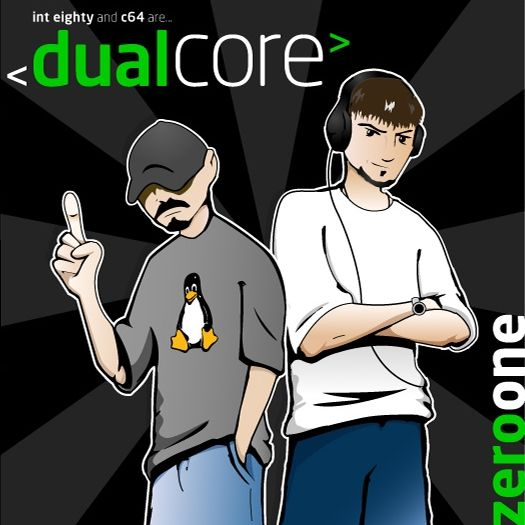 int eighty and c64 are...
<dualcore>
zeroone